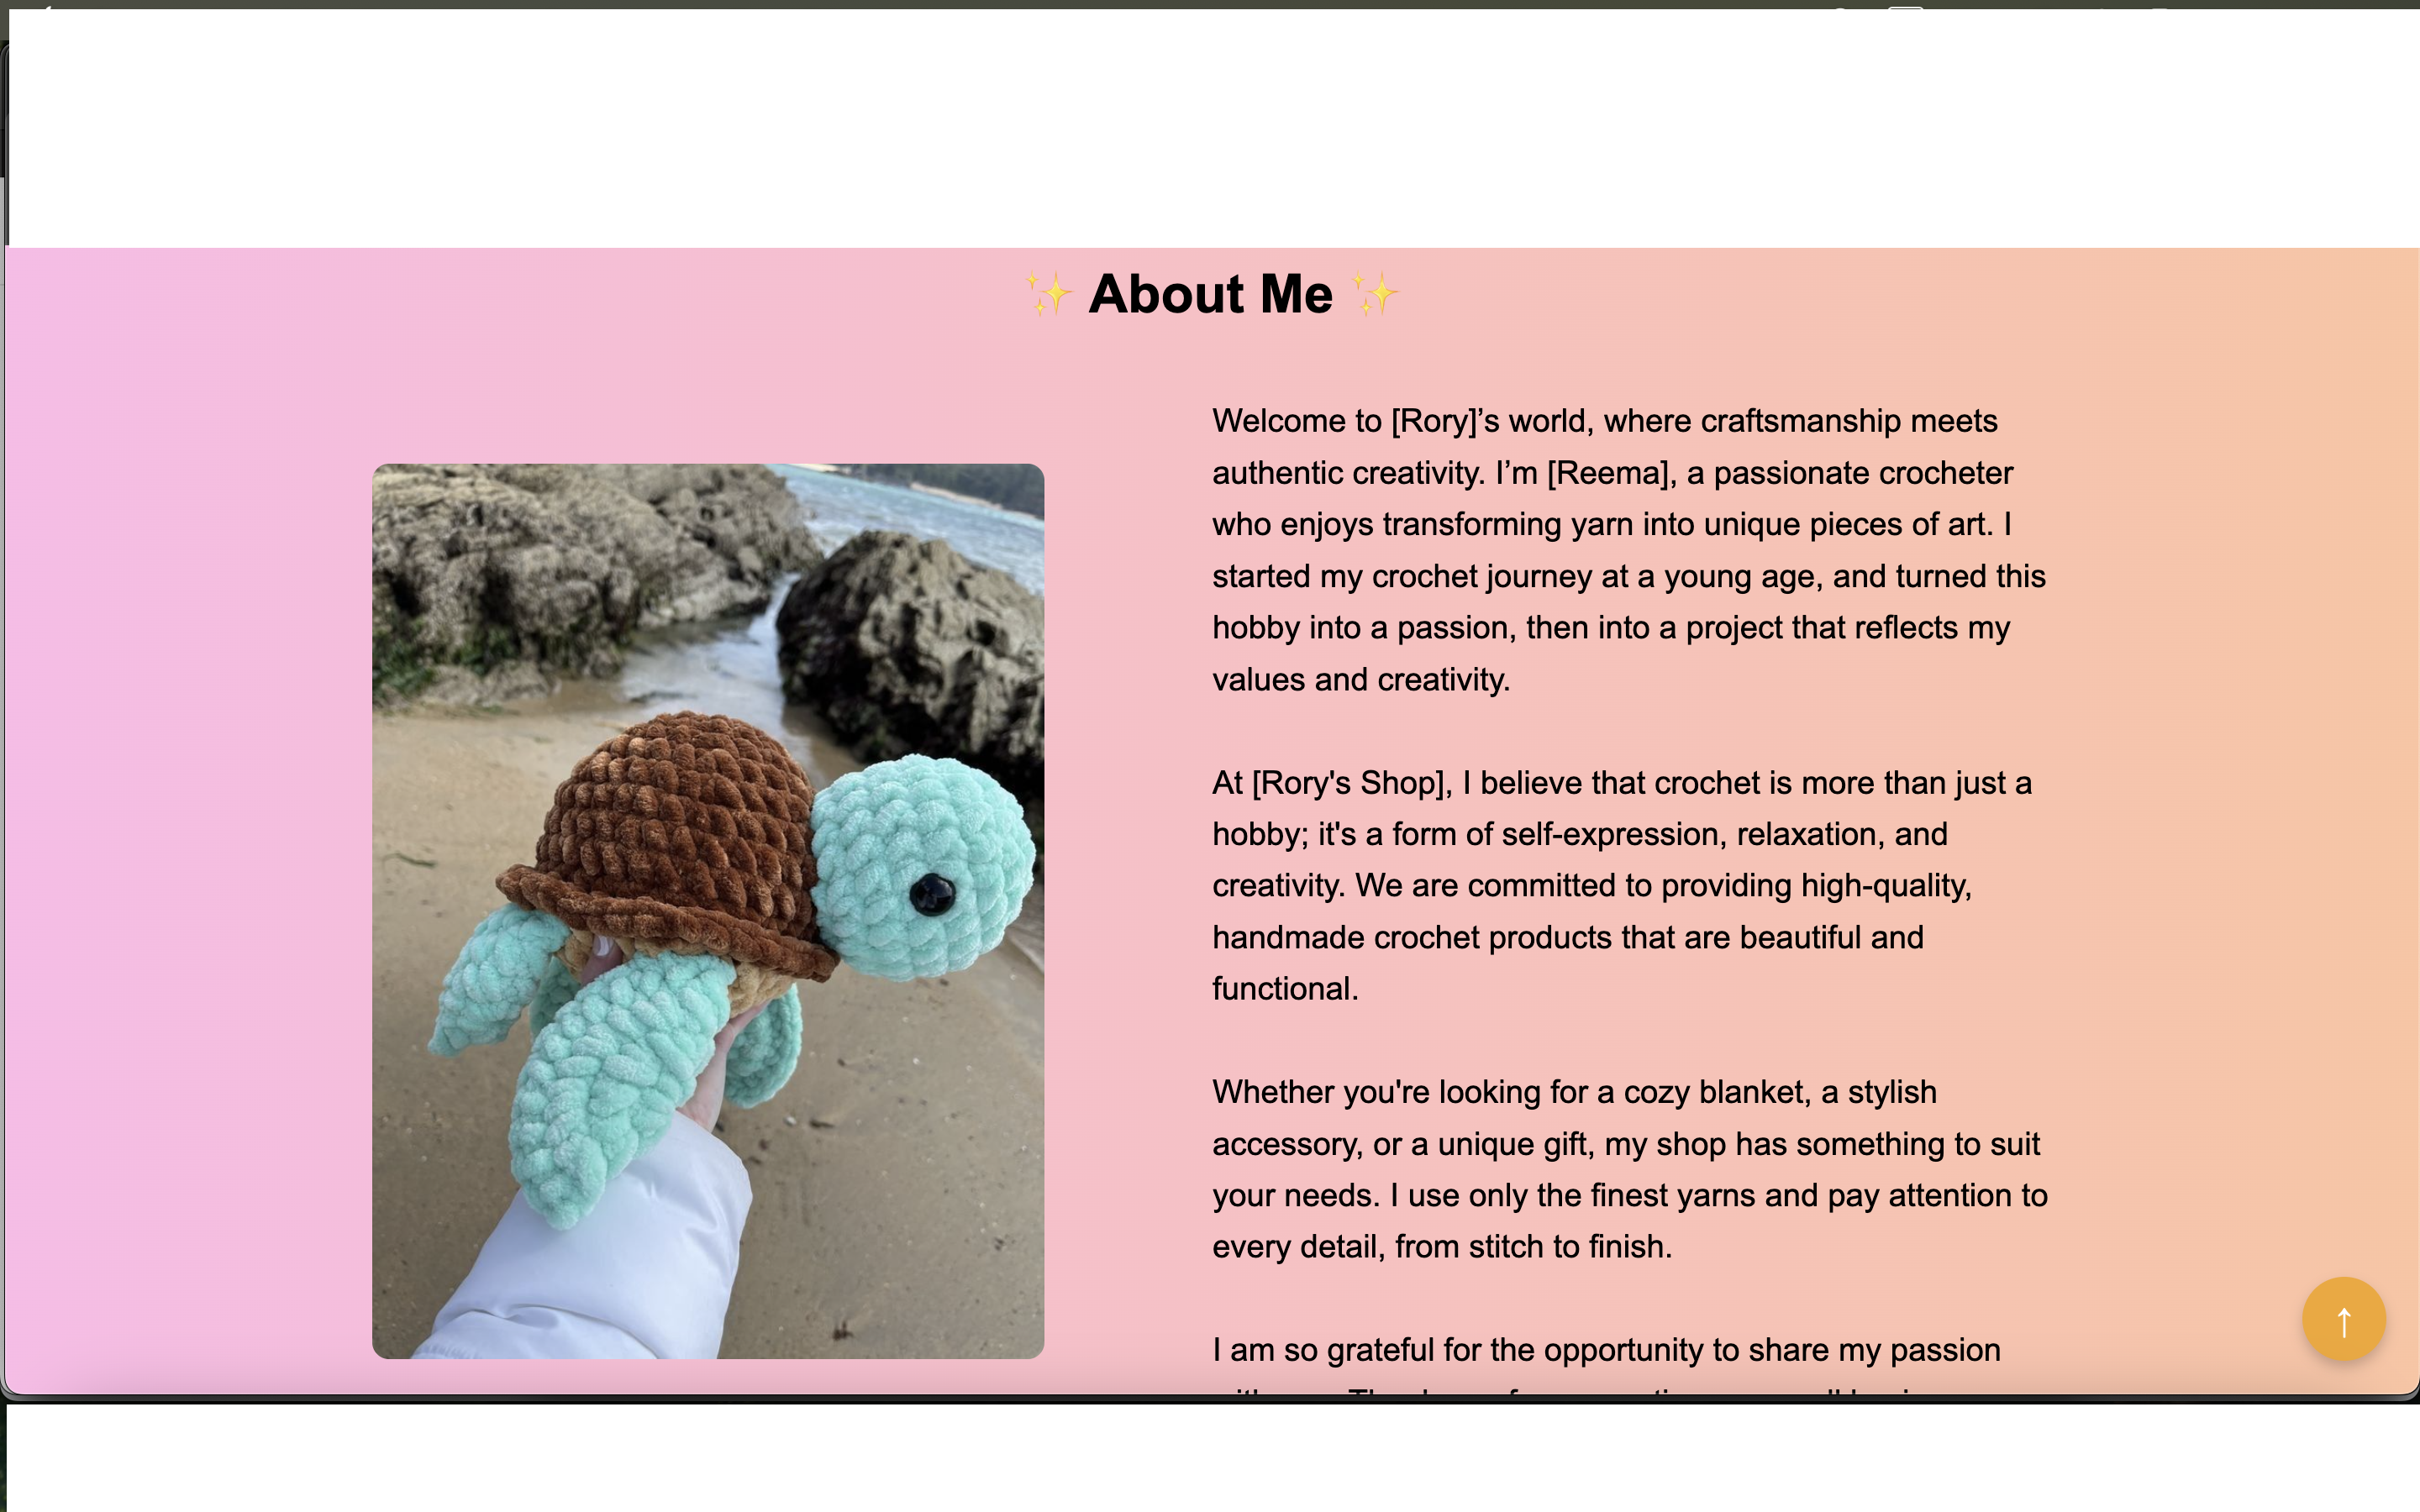 ✨ About Me ✨
Welcome to [Rory]’s world, where craftsmanship meets
authentic creativity. I’m [Reema], a passionate crocheter
who enjoys transforming yarn into unique pieces of art. I
started my crochet journey at a young age, and turned this
hobby into a passion, then into a project that reflects my
values and creativity.
At [Rory's Shop], I believe that crochet is more than just a
hobby; it's a form of self-expression, relaxation, and
creativity. We are committed to providing high-quality,
handmade crochet products that are beautiful and
functional.
Whether you're looking for a cozy blanket, a stylish
accessory, or a unique gift, my shop has something to suit
your needs. I use only the finest yarns and pay attention to
every detail, from stitch to finish.
I am so grateful for the opportunity to share my passion
↑